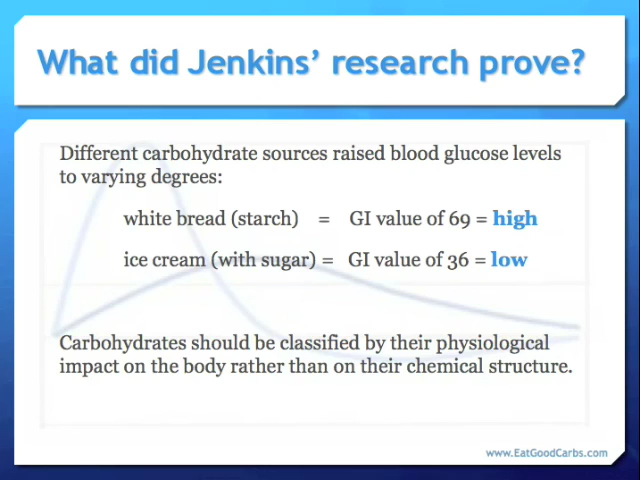 What did Jenkins’ research prove?
Different carbohydrate sources raised blood glucose levels
to varying degrees:
white bread (starch) = GI value of 69 = high
ice cream (with sugar) = GI value of 36 = low
Carbohydrates should be classified by their physiological
impact on the body rather than on their chemical structure.
www.EatGoodCarbs.com